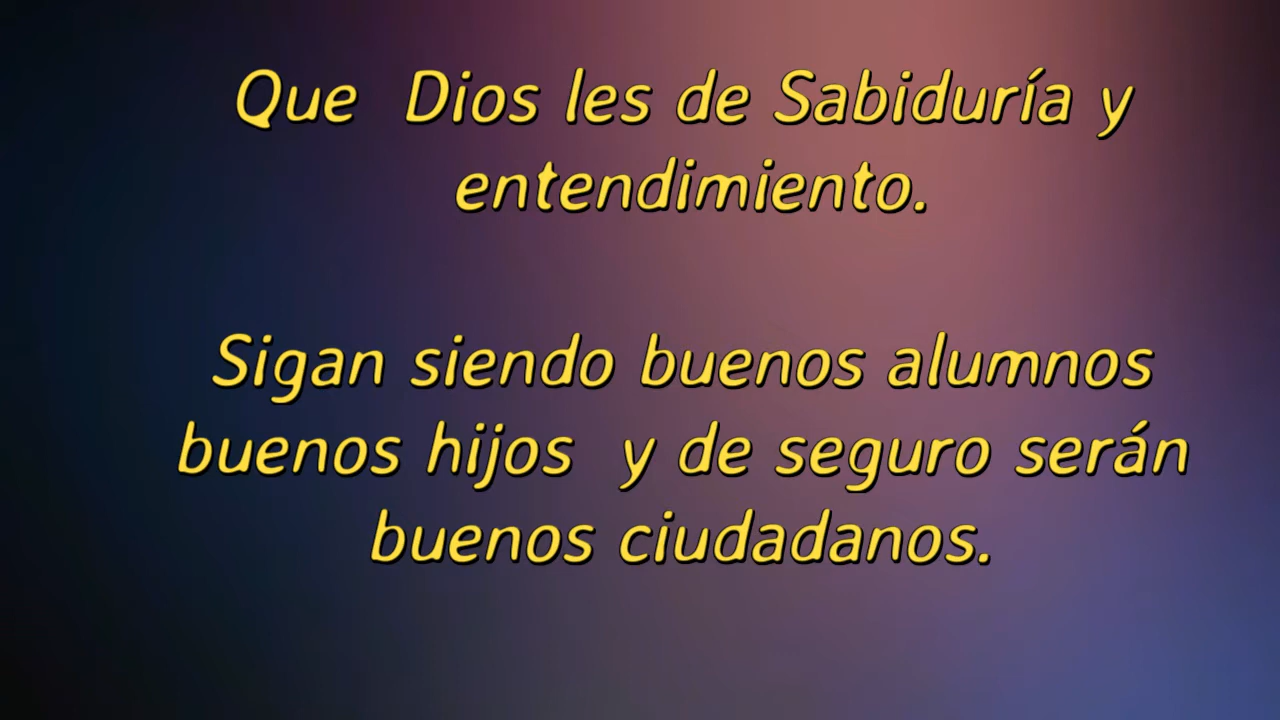 Que  Dios les de Sabiduría y
entendimiento.
Sigan siendo buenos alumnos
buenos hijos  y de seguro serán
buenos ciudadanos.